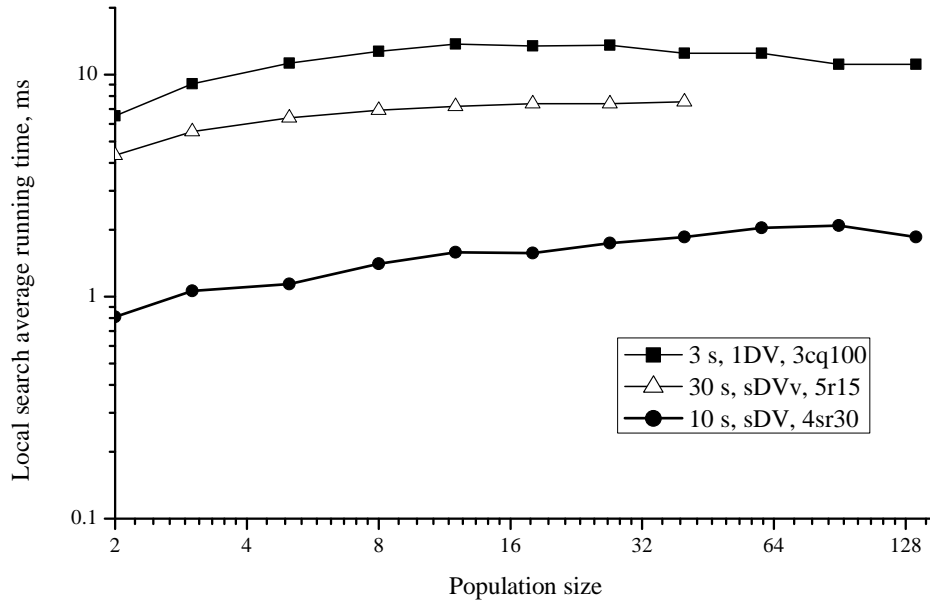 Local search average running time, ms
10
1
0.1
3 s, 1DV, 3cq100
30 s, sDVv, 5r15
10 s, sDV, 4sr30
2 4 8 16 32 64 128
Population size